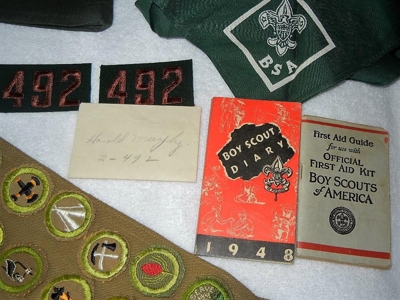 492
492
BSA
Harold Murphy
2-492
BOY SCOUT
DIARY
1948
First Aid Guide
for use with
OFFICIAL
FIRST AID KIT
BOY SCOUTS
of AMERICA